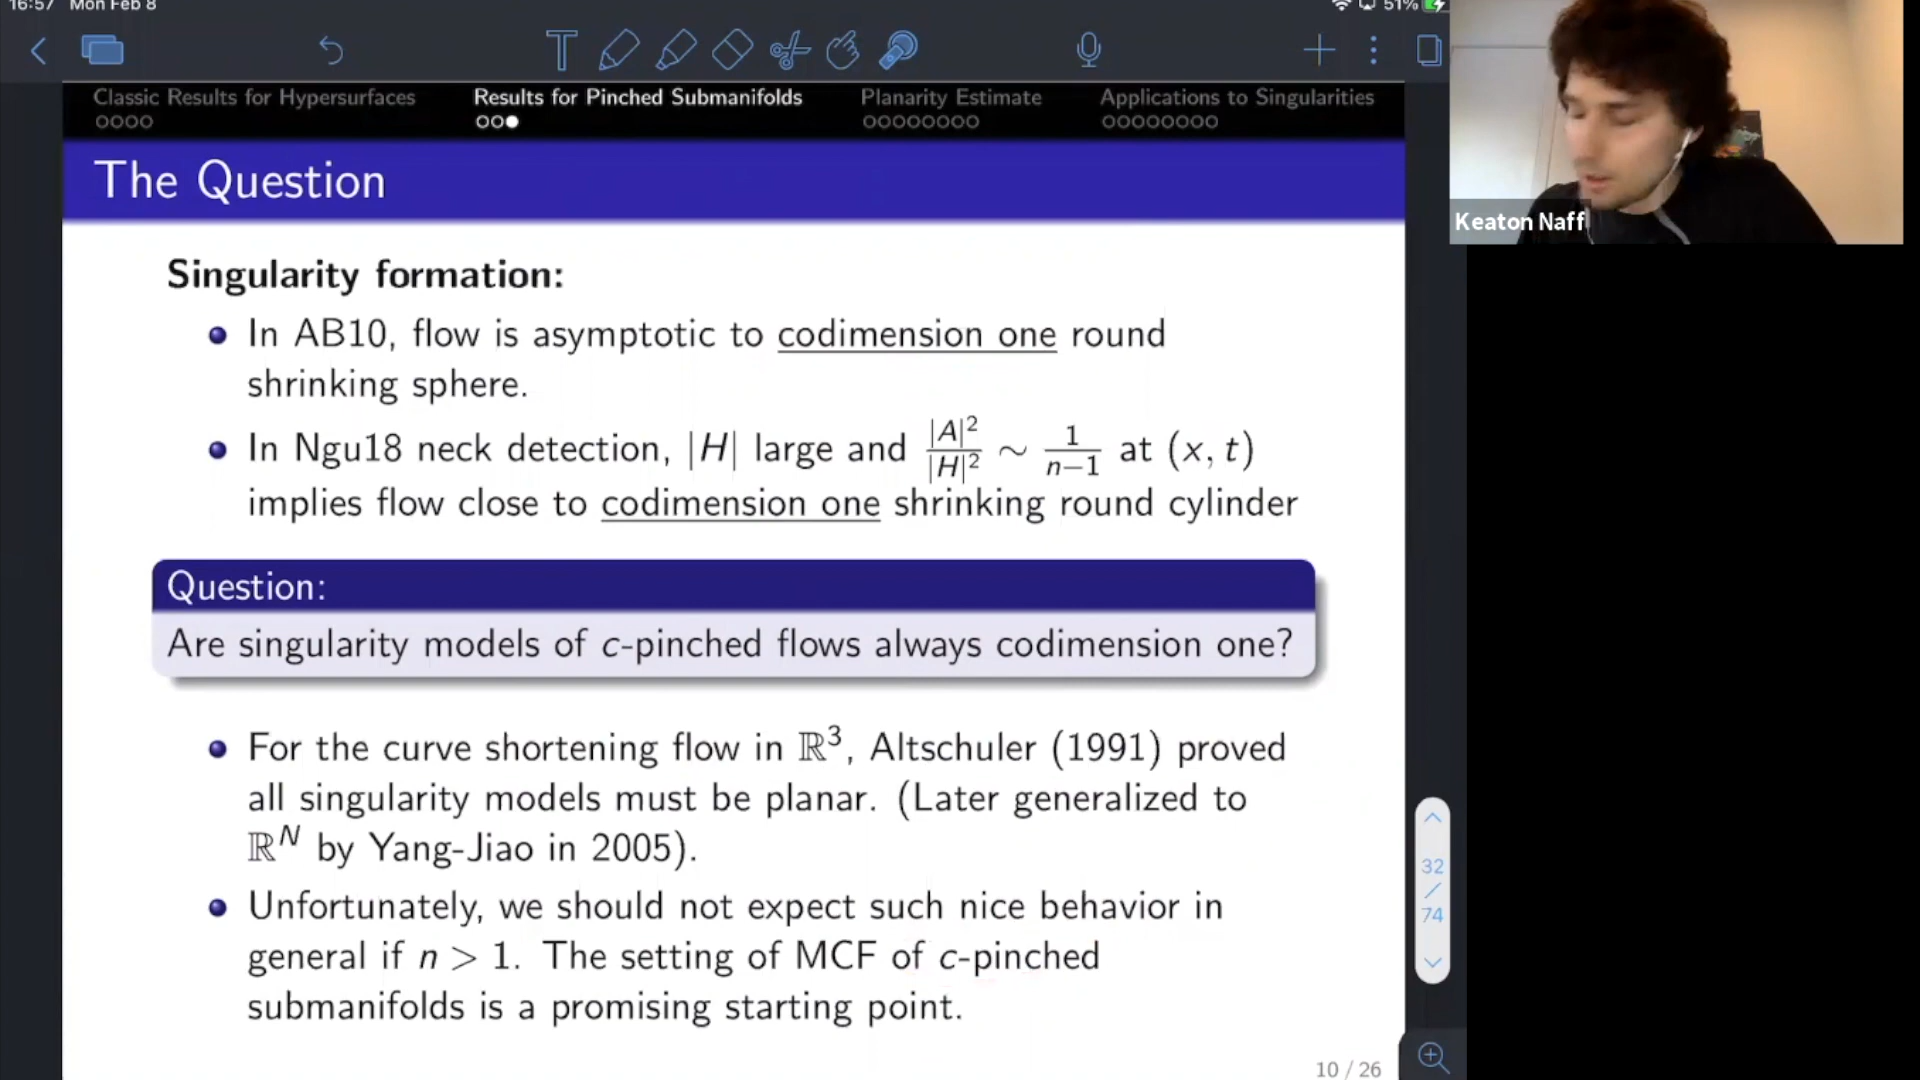 16:57 Mon Feb 8
51%
Classic Results for Hypersurfaces
Results for Pinched Submanifolds
Planarity Estimate
Applications to Singularities
The Question
Keaton Naff
Singularity formation:
In AB10, flow is asymptotic to codimension one round
shrinking sphere.
In Ngu18 neck detection, |H| large and |A|²/|H|² ∼ 1/(n−1) at (x, t)
implies flow close to codimension one shrinking round cylinder
Question:
Are singularity models of c-pinched flows always codimension one?
For the curve shortening flow in ℝ³, Altschuler (1991) proved
all singularity models must be planar. (Later generalized to
ℝᴺ by Yang-Jiao in 2005).
Unfortunately, we should not expect such nice behavior in
general if n > 1. The setting of MCF of c-pinched
submanifolds is a promising starting point.
32
/
74
10 / 26